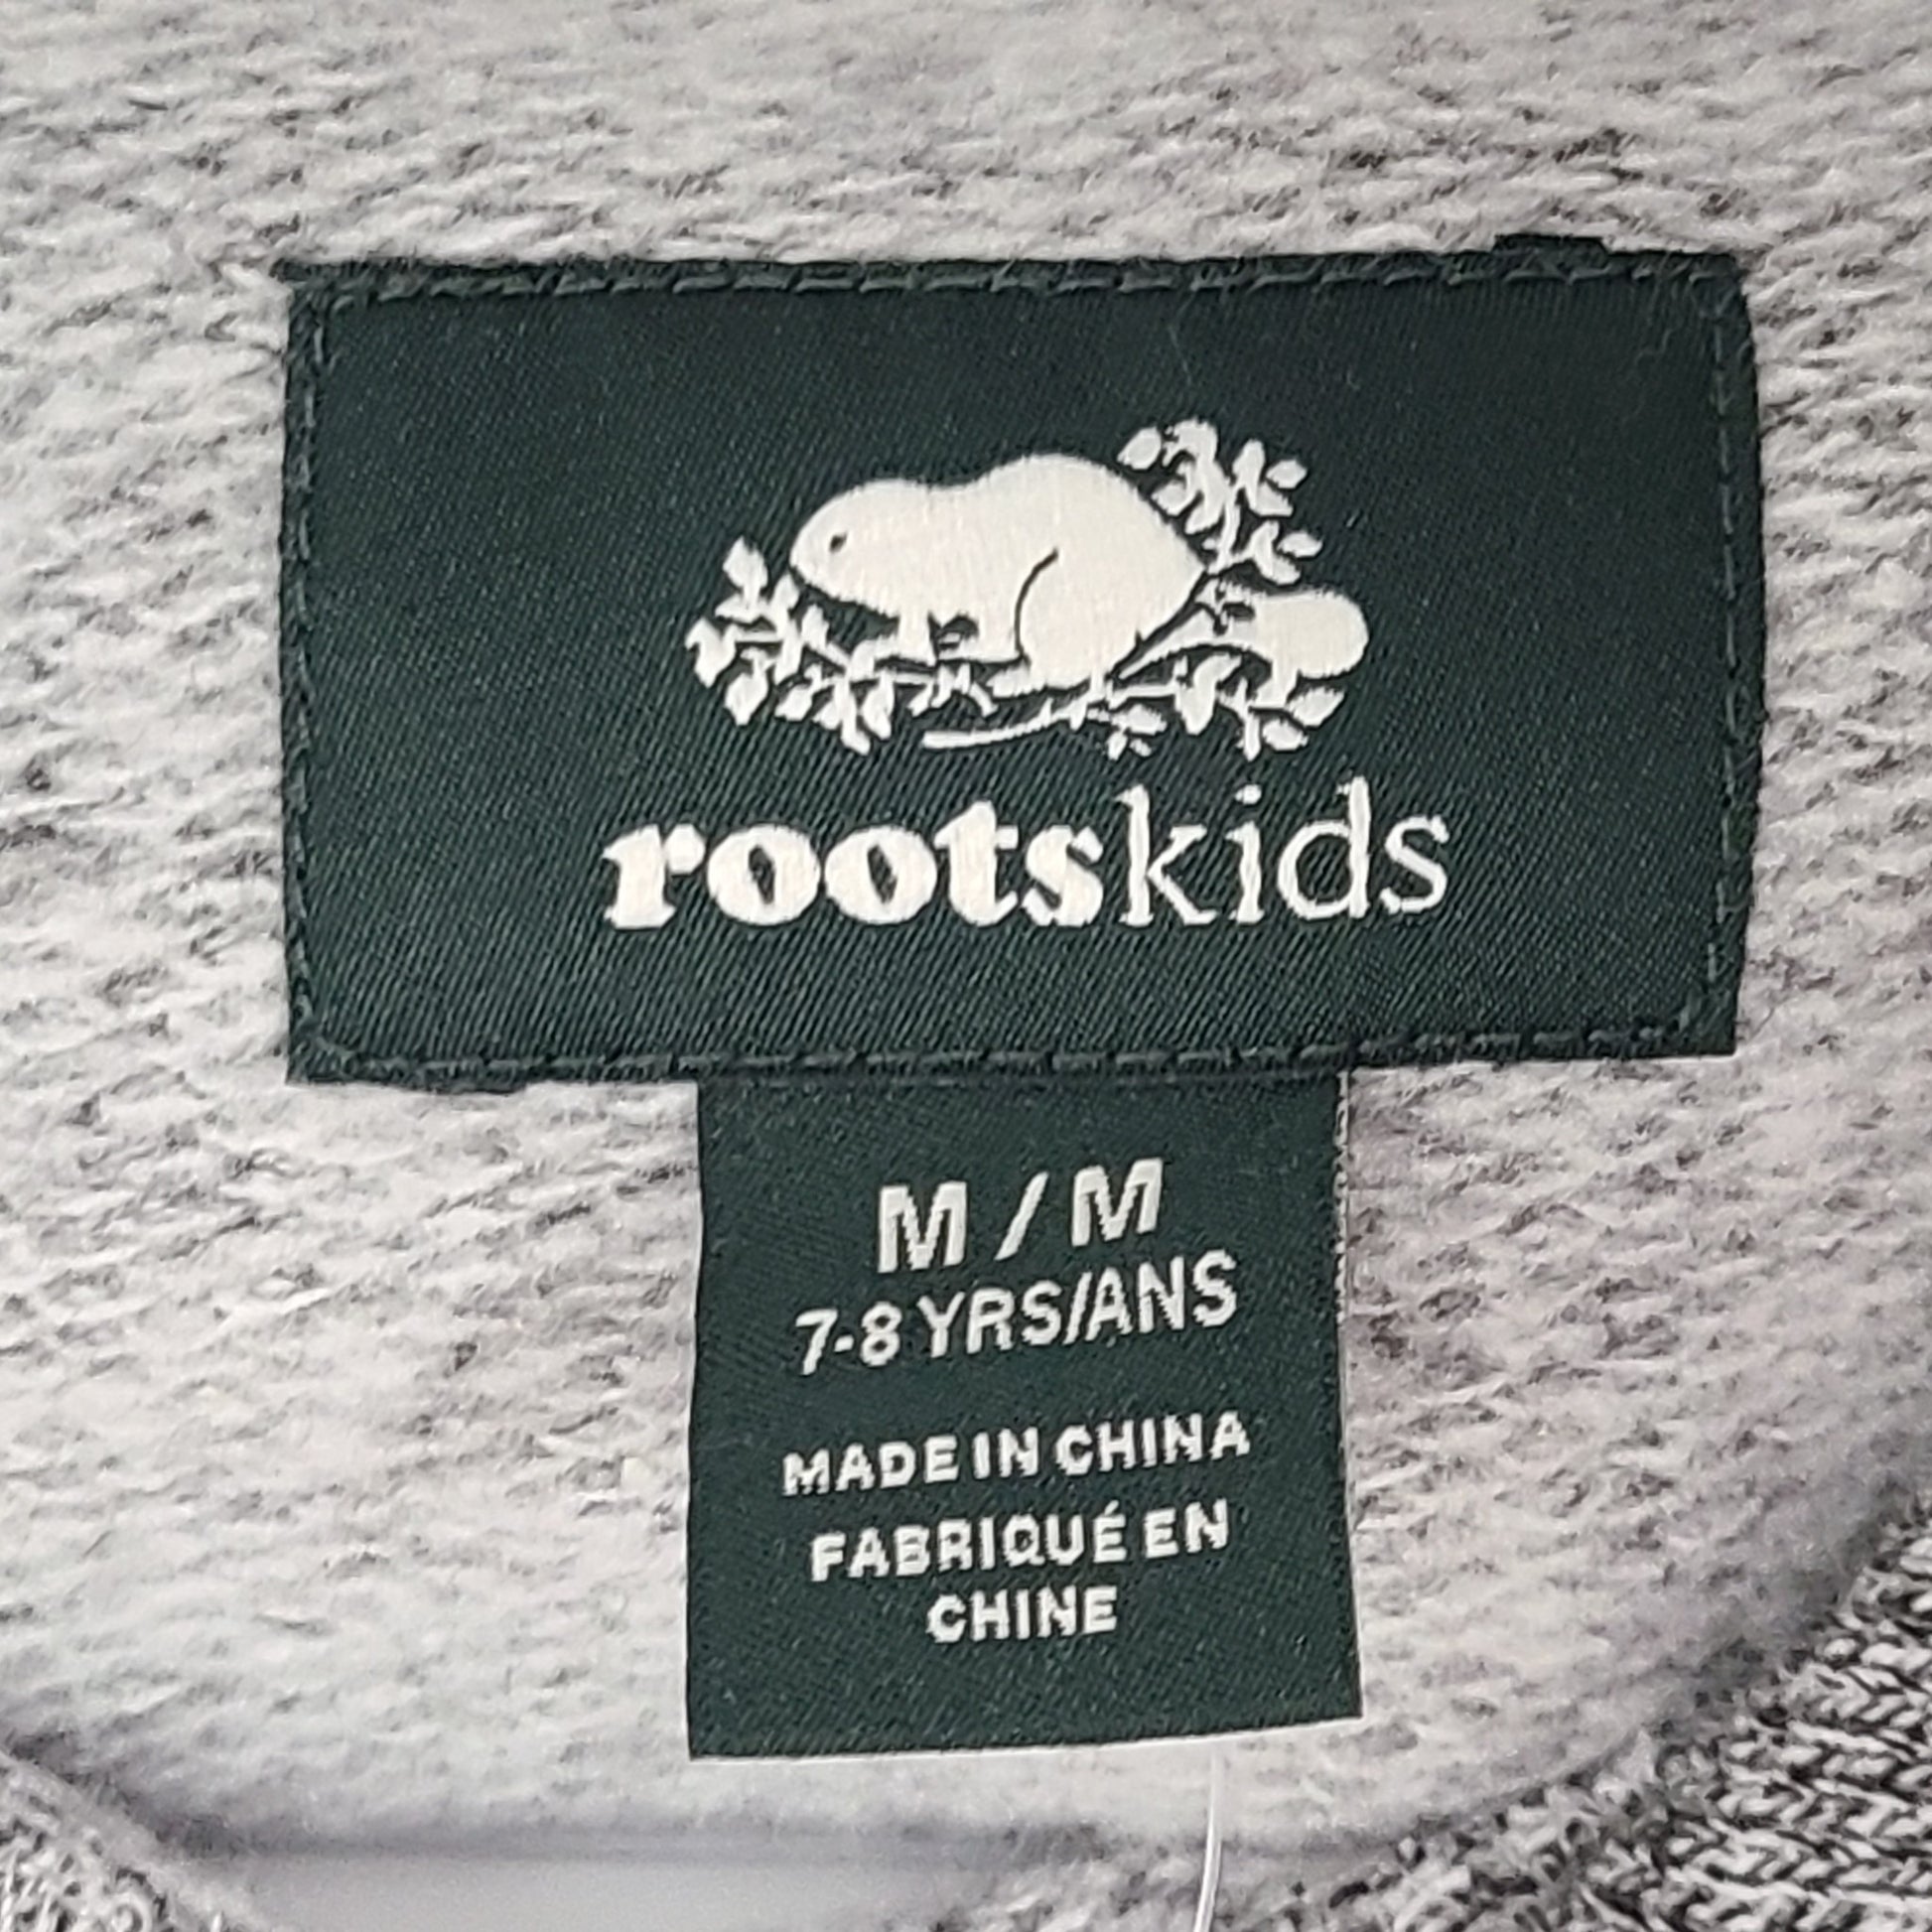 rootskids
M / M
7-8 YRS/ANS
MADE IN CHINA
FABRIQUÉ EN
CHINE